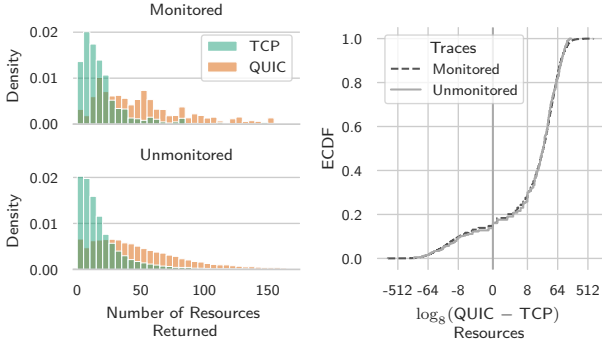 Monitored
Density
0.02
0.01
0.00
TCP
QUIC
Unmonitored
Density
0.02
0.01
0.00
0 50 100 150
Number of Resources
Returned
ECDF
1.0
0.8
0.6
0.4
0.2
0.0
Traces
Monitored
Unmonitored
-512 -64 -8 0 8 64 512
log₈(QUIC − TCP)
Resources